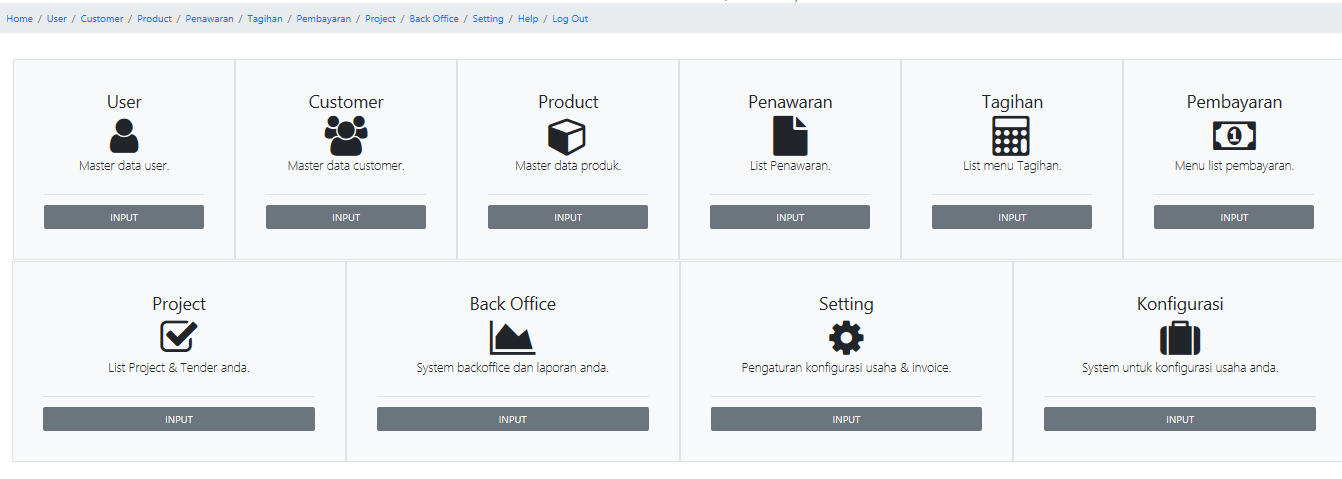 Home / User / Customer / Product / Penawaran / Tagihan / Pembayaran / Project / Back Office / Setting / Help / Log Out
User
Master data user.
INPUT
Customer
Master data customer.
INPUT
Product
Master data produk.
INPUT
Penawaran
List Penawaran.
INPUT
Tagihan
List menu Tagihan.
INPUT
Pembayaran
1
Menu list pembayaran.
INPUT
Project
List Project & Tender anda.
INPUT
Back Office
System backoffice dan laporan anda.
INPUT
Setting
Pengaturan konfigurasi usaha & invoice.
INPUT
Konfigurasi
System untuk konfigurasi usaha anda.
INPUT